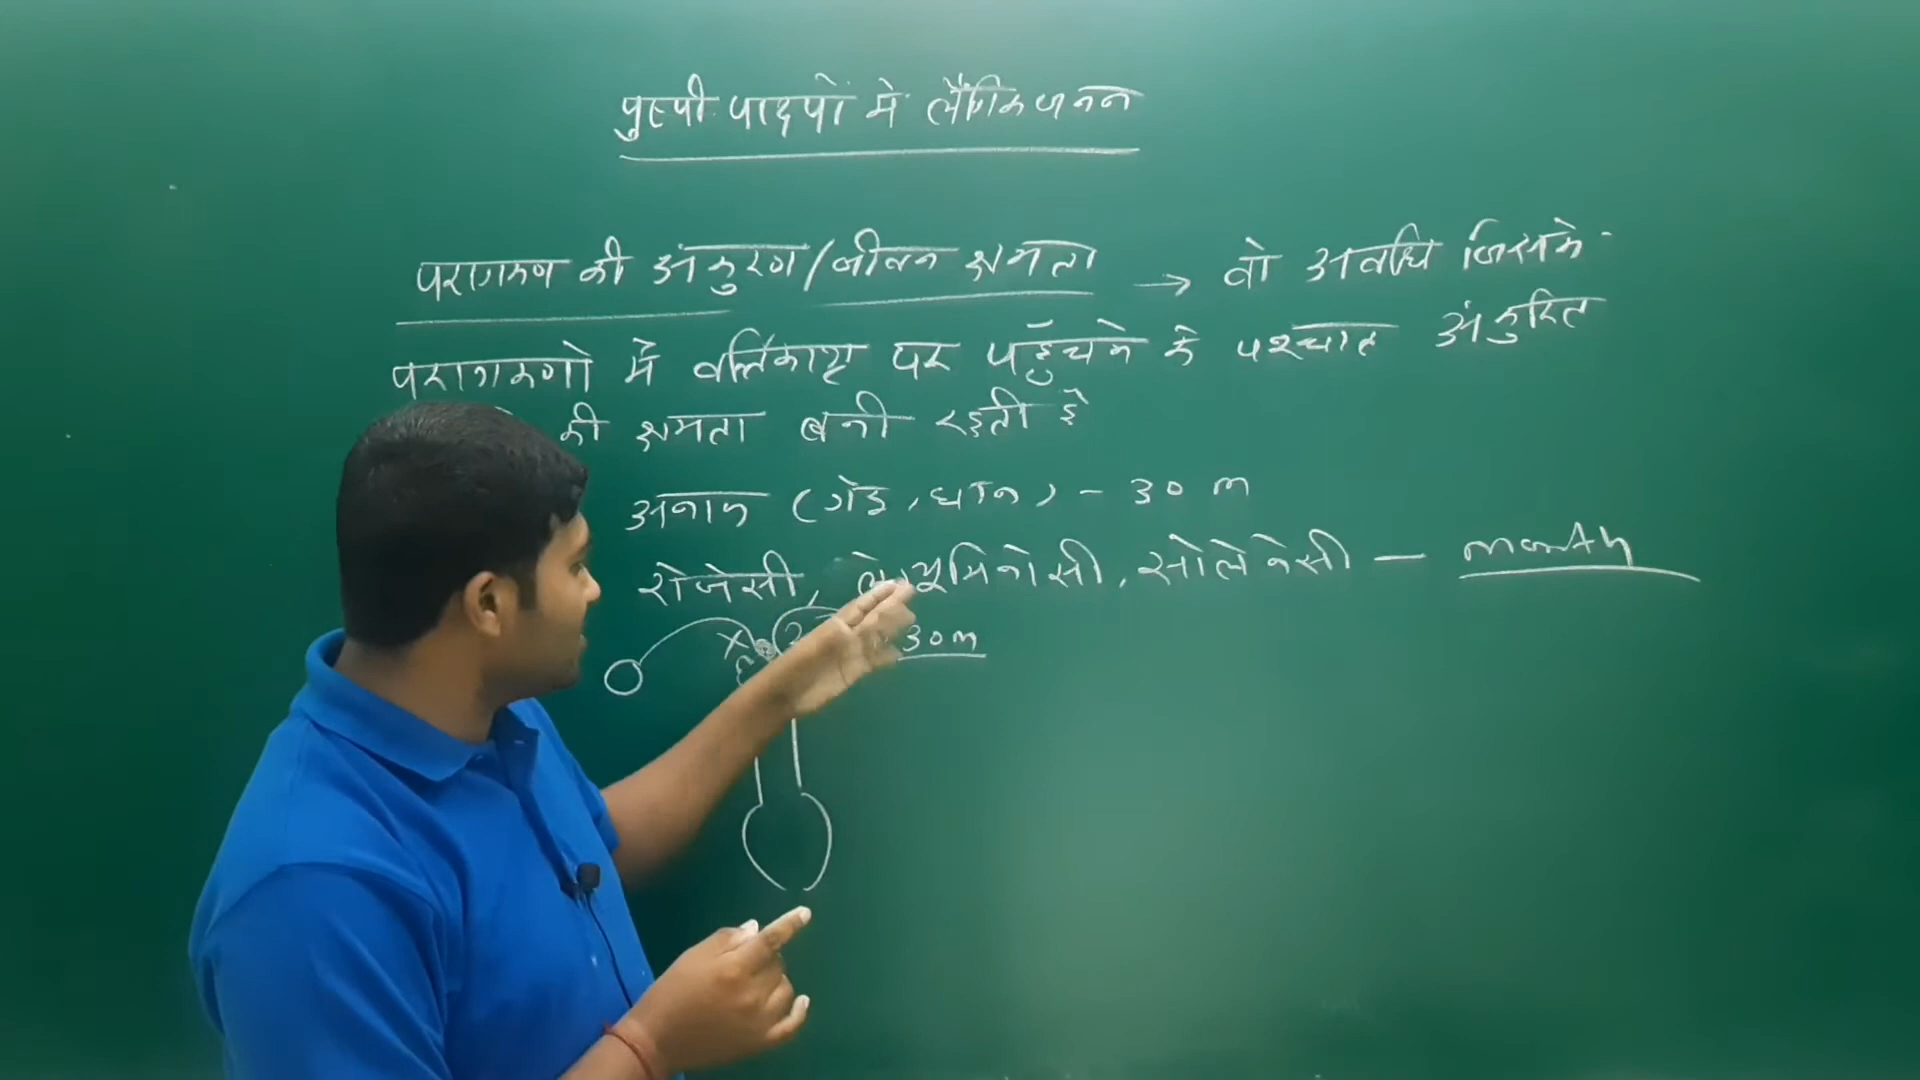 पुष्पी पादपों में लैंगिक जनन
परागकण की अंकुरण/जीवन क्षमता → वो अवधि जिसमे
परागकणो में वर्तिकाग्र पर पहुँचने के पश्चात अंकुरित
की क्षमता बनी रहती है
अनाज (गेहू, धान) - 30 m
रोजेसी, लेग्यूमिनोसी, सोलेनेसी - month
30m